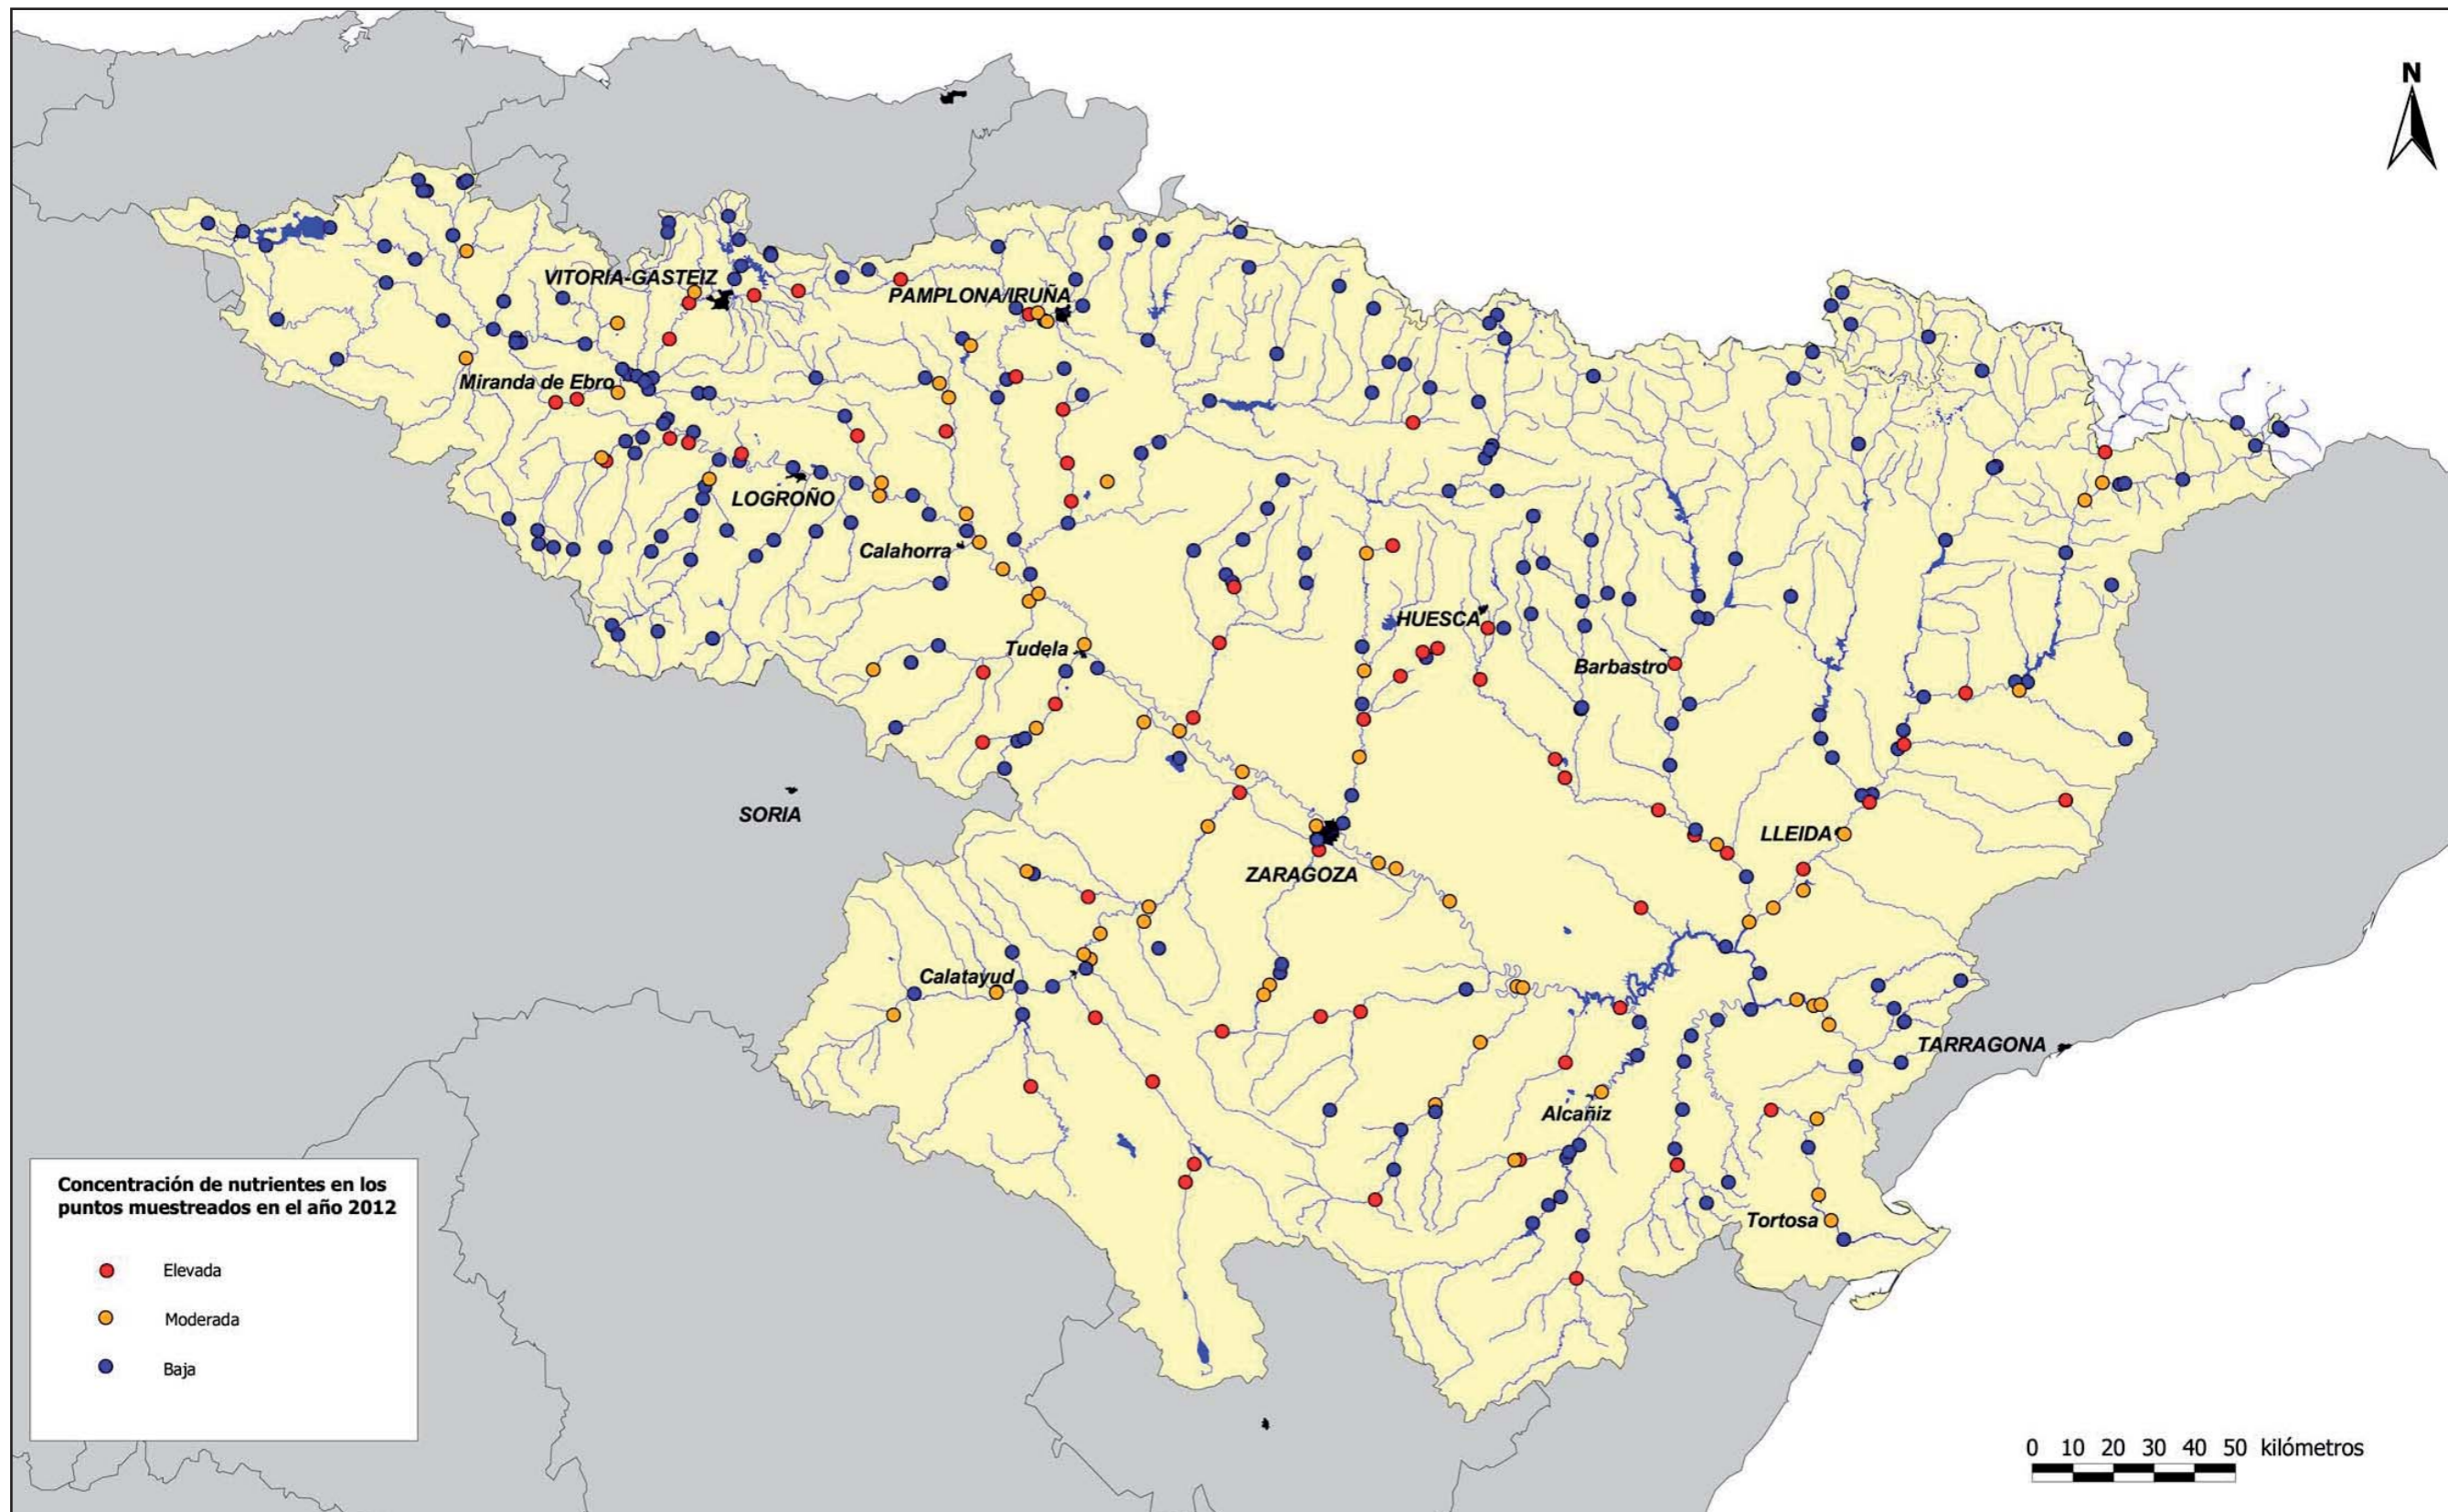 N
VITORIA-GASTEIZ
PAMPLONA/IRUÑA
Miranda de Ebro
LOGROÑO
Calahorra
HUESCA
Tudela
Barbastro
SORIA
LLEIDA
ZARAGOZA
Calatayud
TARRAGONA
Alcañiz
Tortosa
Concentración de nutrientes en los
puntos muestreados en el año 2012
Elevada
Moderada
Baja
0 10 20 30 40 50 kilómetros